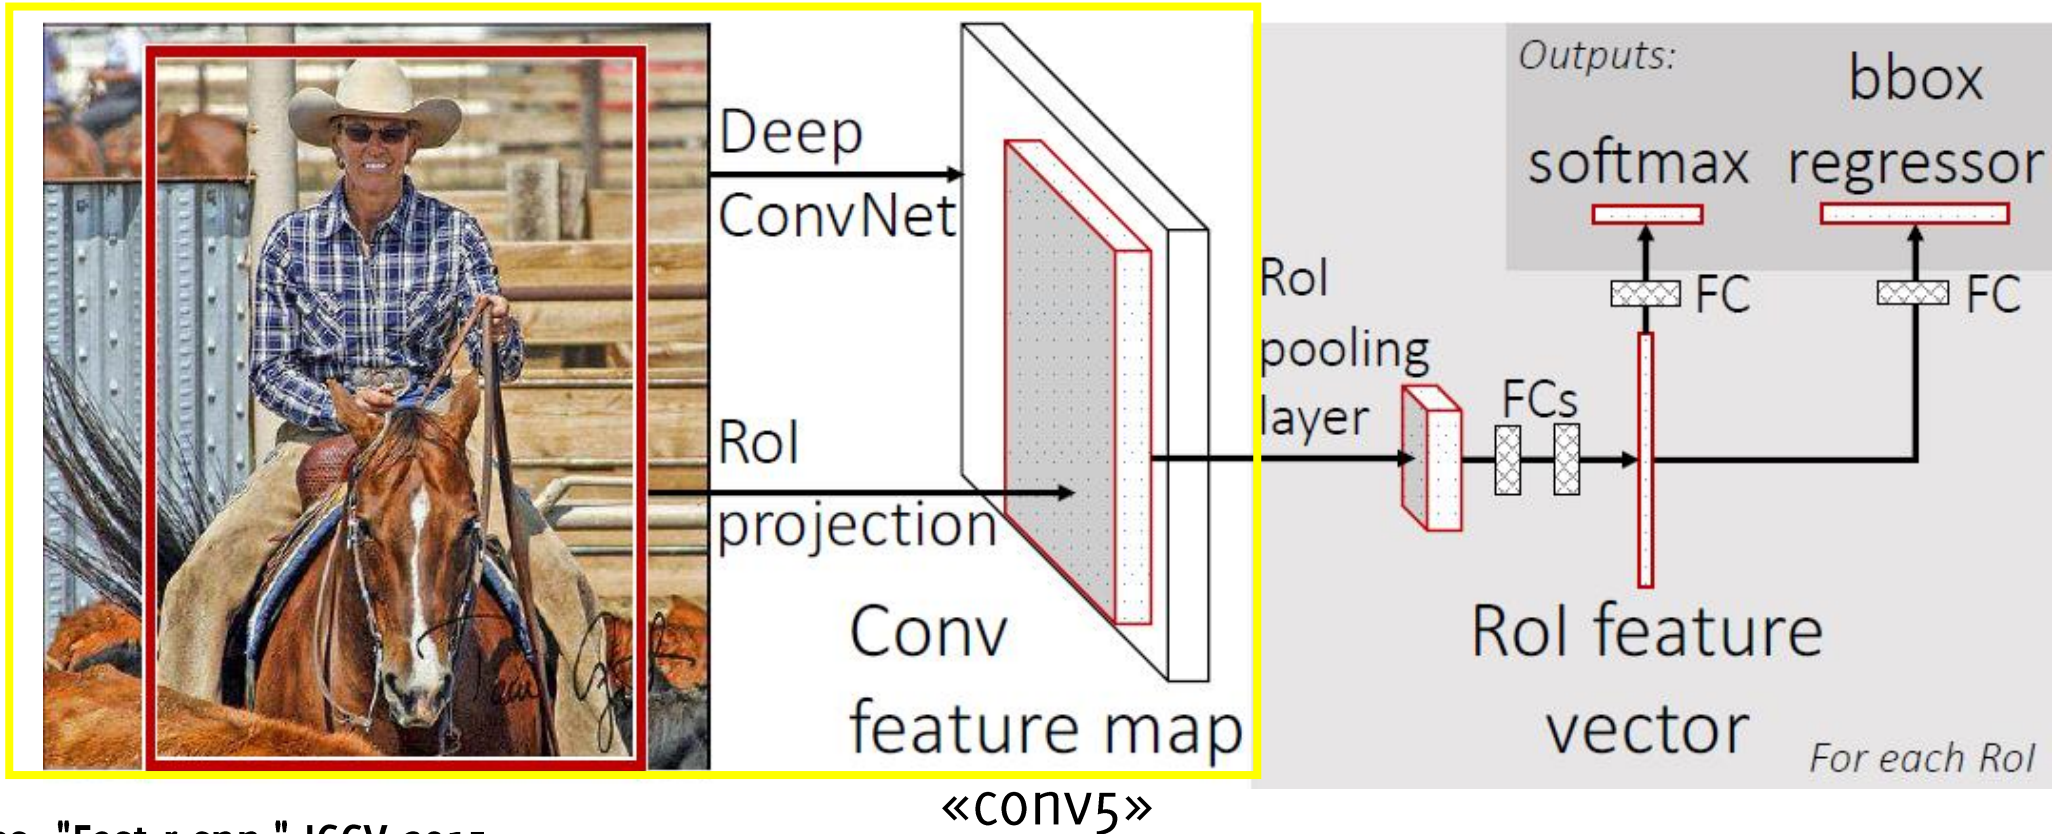 Deep
ConvNet
RoI
projection
Conv
feature map
«conv5»
RoI
pooling
layer
FCs
RoI feature
vector
For each RoI
Outputs:
softmax
bbox
regressor
FC
FC
ICCV